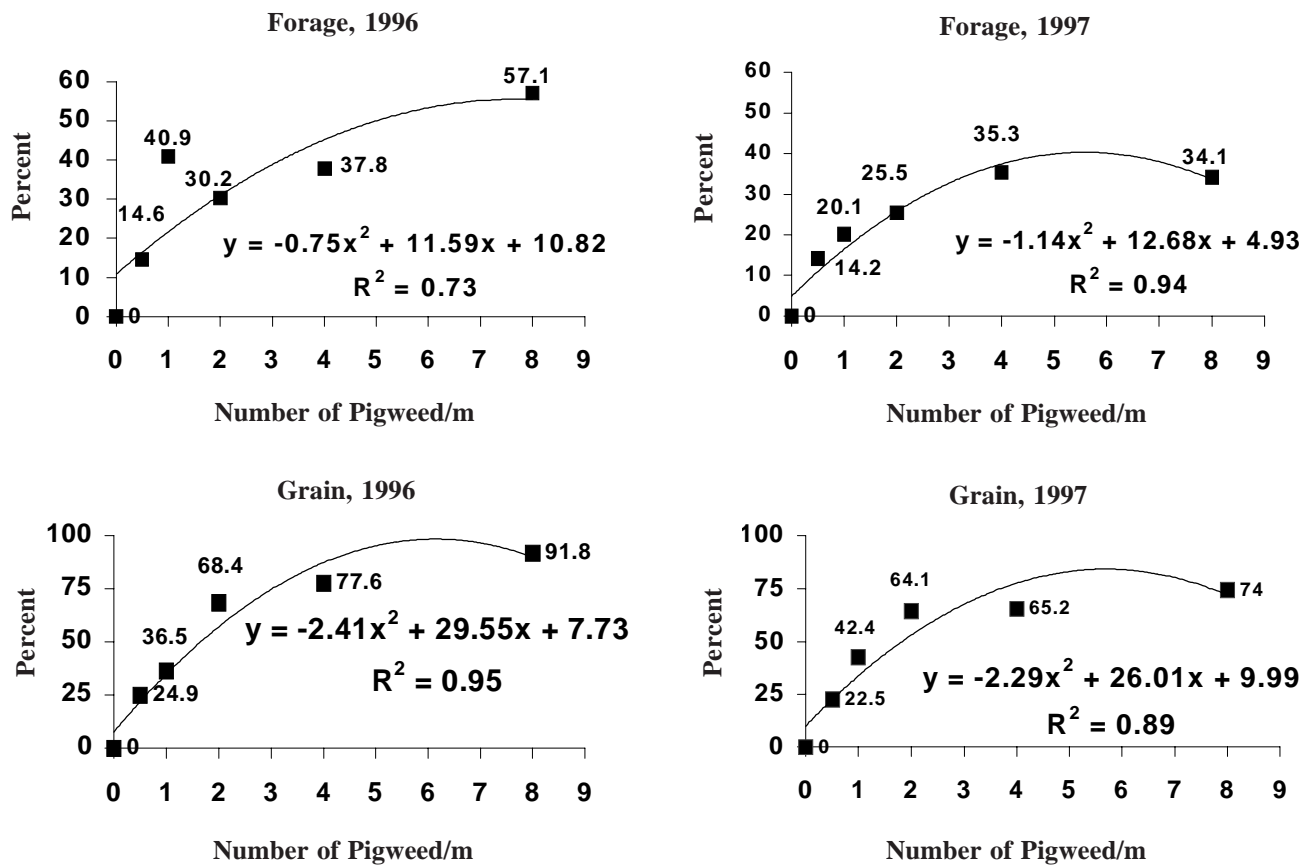 Forage, 1996
60
50
40
30
20
10
0
Percent
0
14.6
40.9
30.2
37.8
57.1
y = -0.75x² + 11.59x + 10.82
R² = 0.73
0 1 2 3 4 5 6 7 8 9
Number of Pigweed/m
Forage, 1997
60
50
40
30
20
10
0
Percent
0
14.2
20.1
25.5
35.3
34.1
y = -1.14x² + 12.68x + 4.93
R² = 0.94
0 1 2 3 4 5 6 7 8 9
Number of Pigweed/m
Grain, 1996
100
75
50
25
0
Percent
0
24.9
36.5
68.4
77.6
91.8
y = -2.41x² + 29.55x + 7.73
R² = 0.95
0 1 2 3 4 5 6 7 8 9
Number of Pigweed/m
Grain, 1997
100
75
50
25
0
Percent
0
22.5
42.4
64.1
65.2
74
y = -2.29x² + 26.01x + 9.99
R² = 0.89
0 1 2 3 4 5 6 7 8 9
Number of Pigweed/m